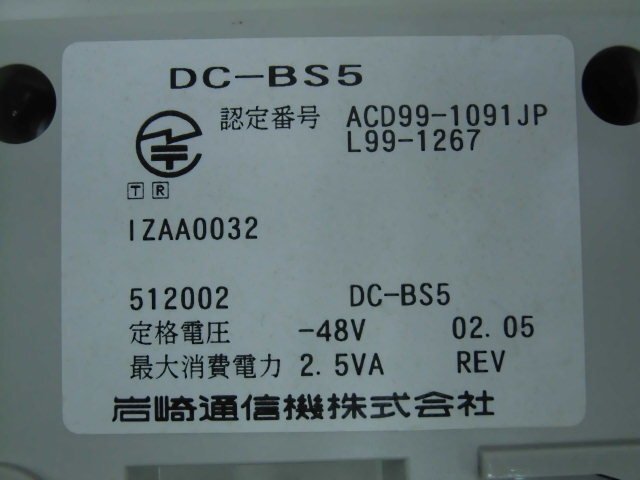 DC-BS5
認定番号 ACD99-1091JP
L99-1267
T R
IZAA0032
512002 DC-BS5
定格電圧 -48V 02.05
最大消費電力 2.5VA REV
岩崎通信機株式会社